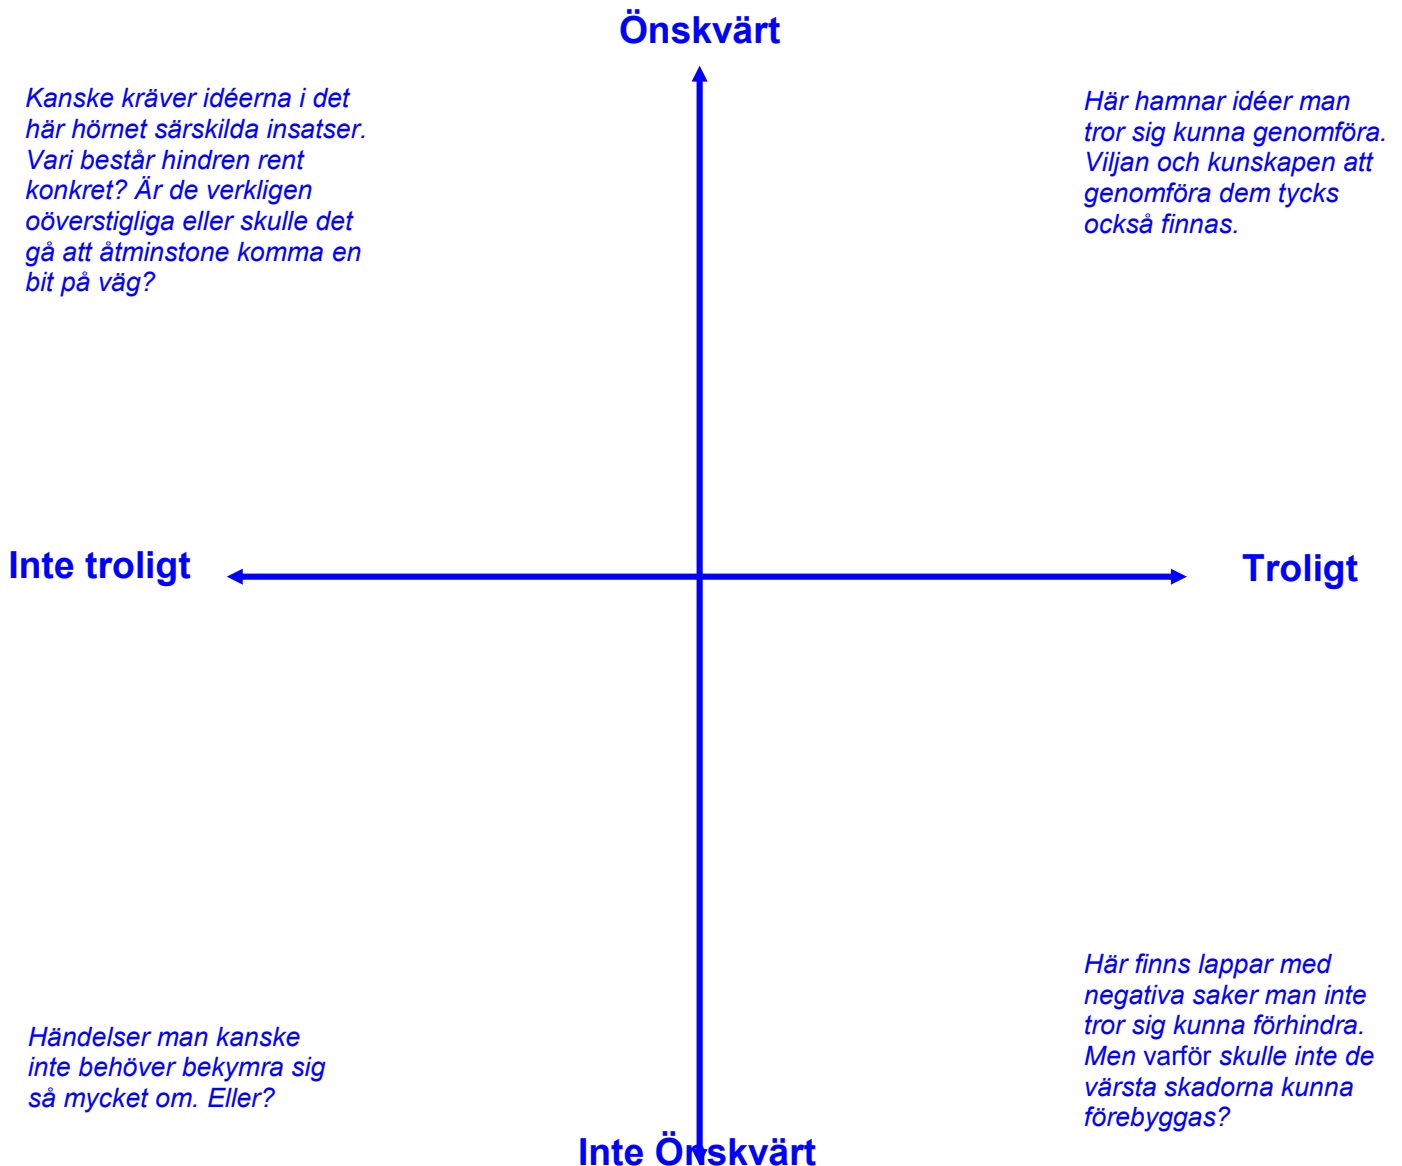 Önskvärt
Kanske kräver idéerna i det
här hörnet särskilda insatser.
Vari består hindren rent
konkret? Är de verkligen
oöverstigliga eller skulle det
gå att åtminstone komma en
bit på väg?
Här hamnar idéer man
tror sig kunna genomföra.
Viljan och kunskapen att
genomföra dem tycks
också finnas.
Inte troligt
Troligt
Händelser man kanske
inte behöver bekymra sig
så mycket om. Eller?
Här finns lappar med
negativa saker man inte
tror sig kunna förhindra.
Men varför skulle inte de
värsta skadorna kunna
förebyggas?
Inte Önskvärt